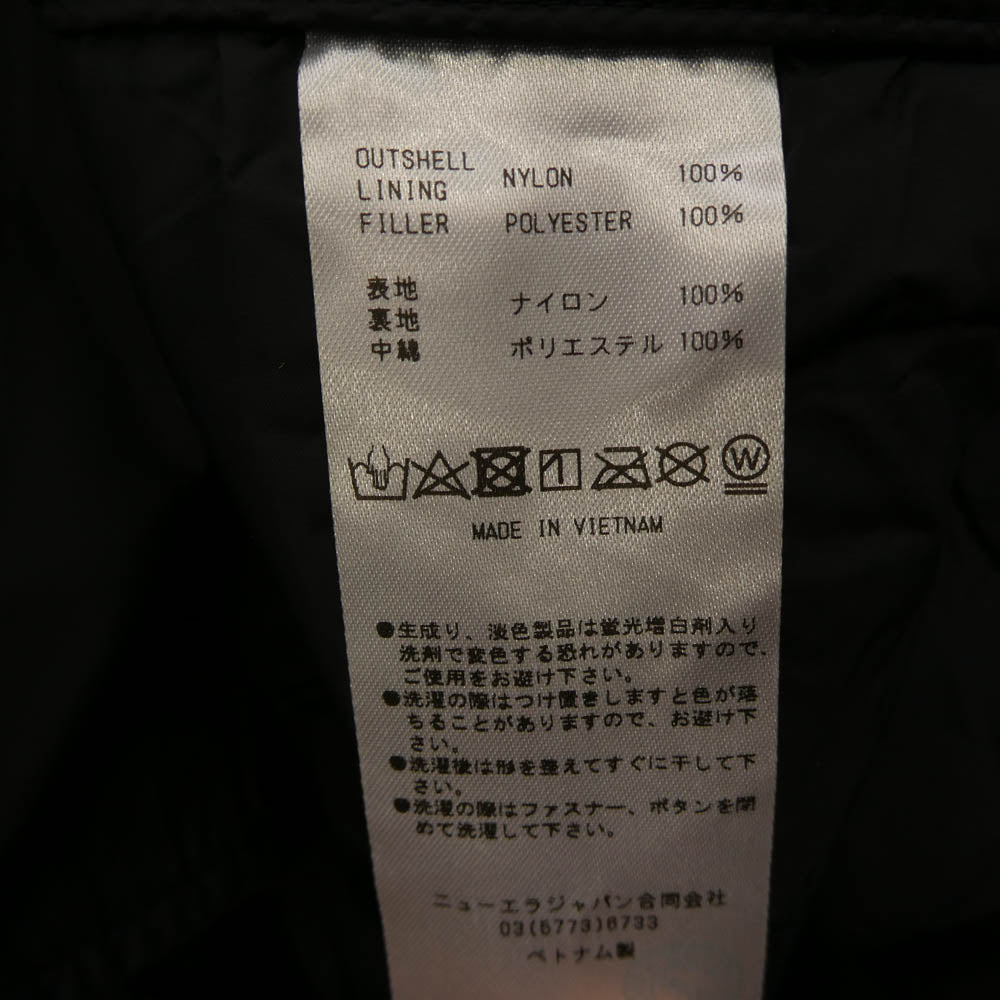 OUTSHELL
LINING NYLON 100%
FILLER POLYESTER 100%
表地
裏地 ナイロン 100%
中綿 ポリエステル 100%
W
MADE IN VIETNAM
●生成り、淡色製品は蛍光増白剤入り
洗剤で変色する恐れがありますので、
ご使用をお避け下さい。
●洗濯の際はつけ置きしますと色が落
ちることがありますので、お避け下
さい。
●洗濯後は形を整えてすぐに干して下
さい。
●洗濯の際はファスナー、ボタンを閉
めて洗濯して下さい。
ニューエラジャパン合同会社
03(5773)6733
ベトナム製